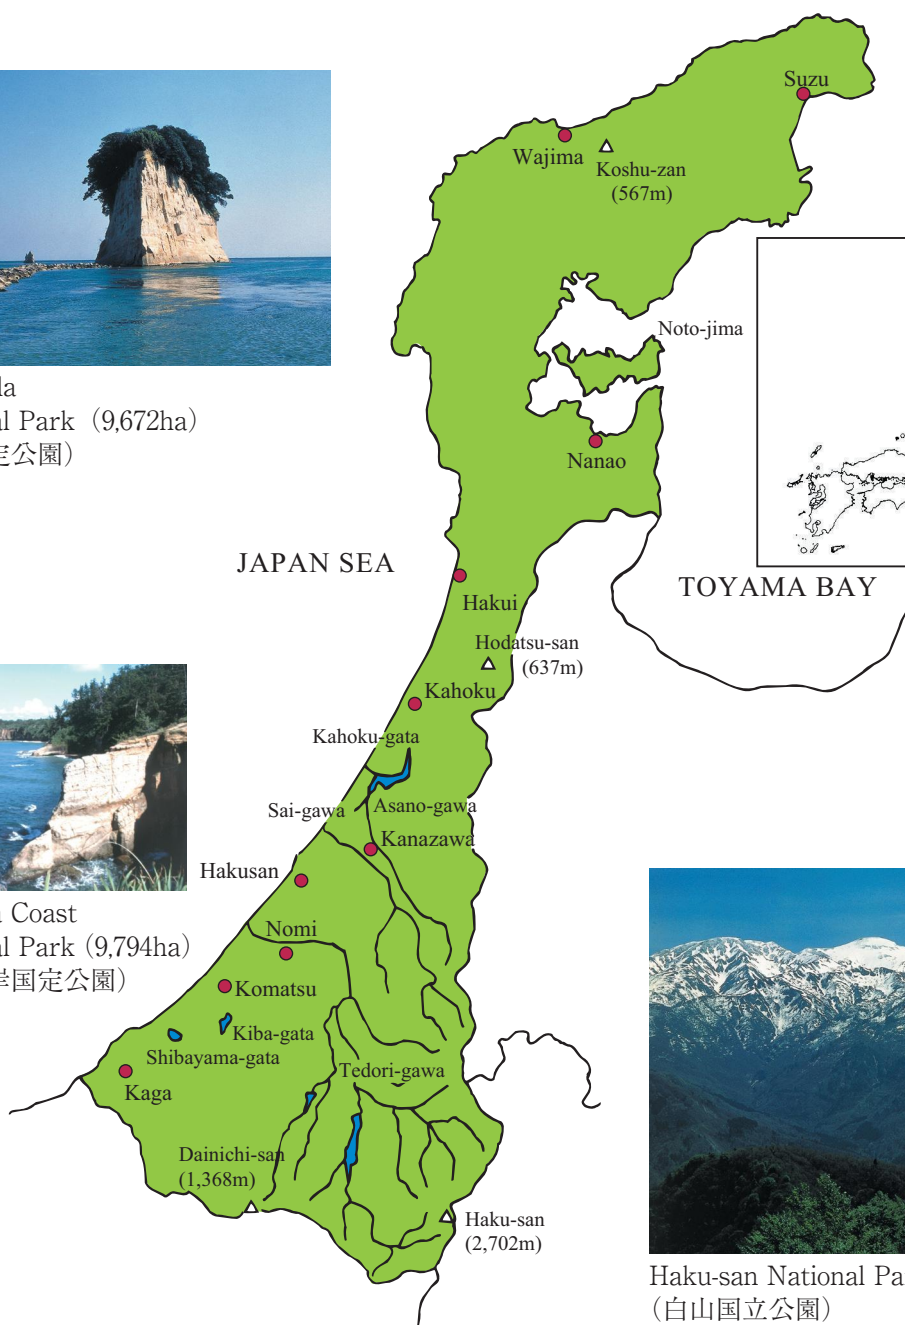 Suzu
Wajima
Koshu-zan
(567m)
Noto-jima
al Park (9,672ha)
定公園)
Nanao
JAPAN SEA
TOYAMA BAY
Hakui
Hodatsu-san
(637m)
Kahoku
Kahoku-gata
Sai-gawa
Asano-gawa
Kanazawa
Hakusan
Coast
al Park (9,794ha)
岸国定公園)
Nomi
Komatsu
Kiba-gata
Shibayama-gata
Tedori-gawa
Kaga
Dainichi-san
(1,368m)
Haku-san
(2,702m)
Haku-san National Pa
(白山国立公園)